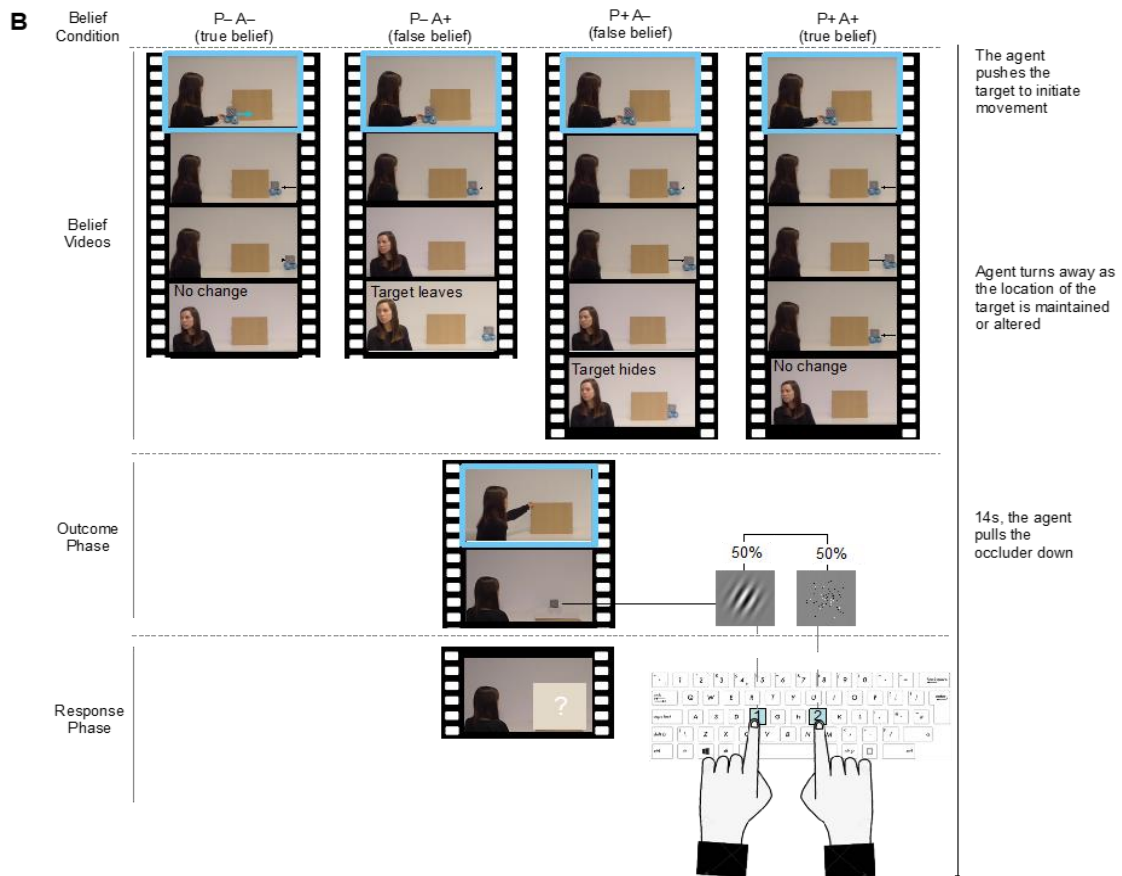 B
Belief
Condition
P– A–
(true belief)
P– A+
(false belief)
P+ A–
(false belief)
P+ A+
(true belief)
The agent
pushes the
target to initiate
movement
Belief
Videos
No change
Target leaves
Target hides
No change
Agent turns away as
the location of the
target is maintained
or altered
Outcome
Phase
50%
50%
14s, the agent
pulls the
occluder down
Response
Phase
?
1
2